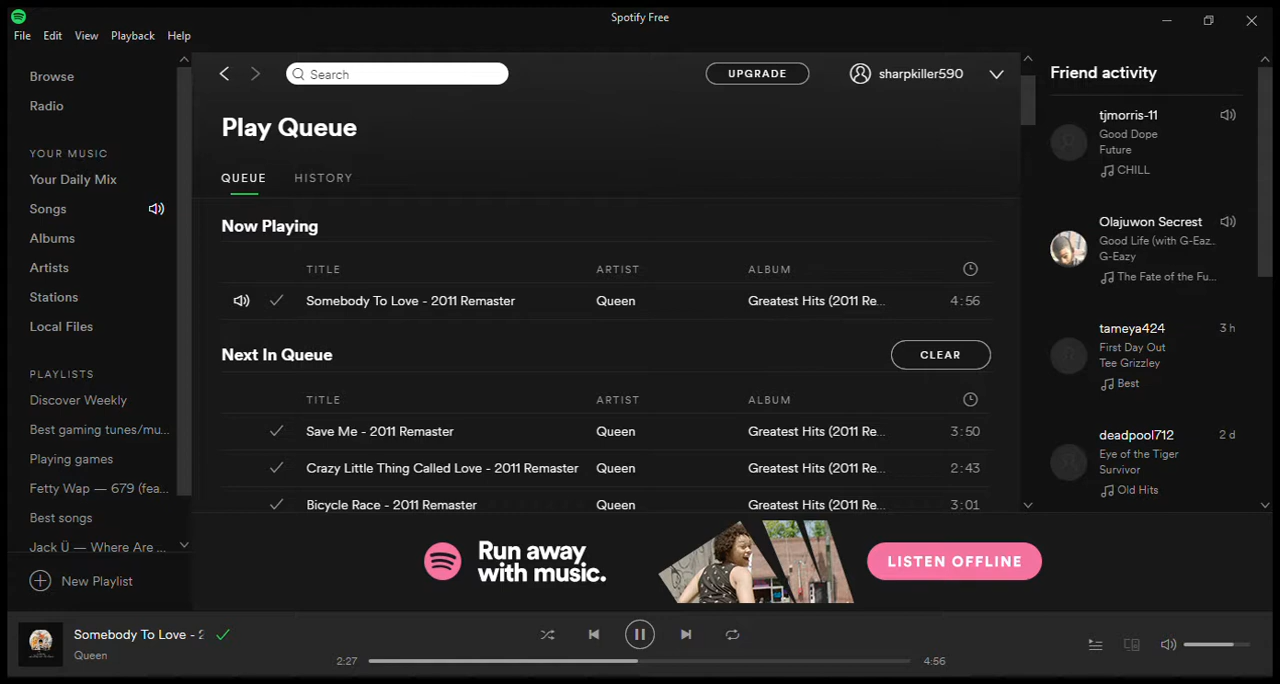 Spotify Free
File Edit View Playback Help
Browse
Radio
YOUR MUSIC
Your Daily Mix
Songs
Albums
Artists
Stations
Local Files
PLAYLISTS
Discover Weekly
Best gaming tunes/mu...
Playing games
Fetty Wap — 679 (fea...
Best songs
Jack Ü — Where Are ...
New Playlist
Search
UPGRADE
sharpkiller590
Play Queue
QUEUE HISTORY
Now Playing
TITLE ARTIST ALBUM
Somebody To Love - 2011 Remaster Queen Greatest Hits (2011 Re... 4:56
Next In Queue CLEAR
TITLE ARTIST ALBUM
Save Me - 2011 Remaster Queen Greatest Hits (2011 Re... 3:50
Crazy Little Thing Called Love - 2011 Remaster Queen Greatest Hits (2011 Re... 2:43
Bicycle Race - 2011 Remaster Queen Greatest Hits (2011 Re... 3:01
Friend activity
tjmorris-11
Good Dope
Future
CHILL
Olajuwon Secrest
Good Life (with G-Eaz..
G-Eazy
The Fate of the Fu...
tameya424 3 h
First Day Out
Tee Grizzley
Best
deadpool712 2 d
Eye of the Tiger
Survivor
Old Hits
Run away
with music.
LISTEN OFFLINE
Somebody To Love - 2
Queen
2:27 4:56